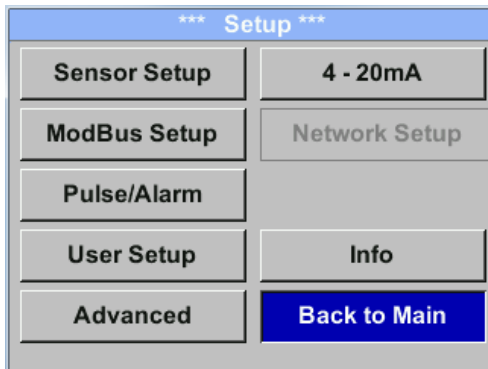 *** Setup ***
Sensor Setup
4 - 20mA
ModBus Setup
Network Setup
Pulse/Alarm
User Setup
Info
Advanced
Back to Main